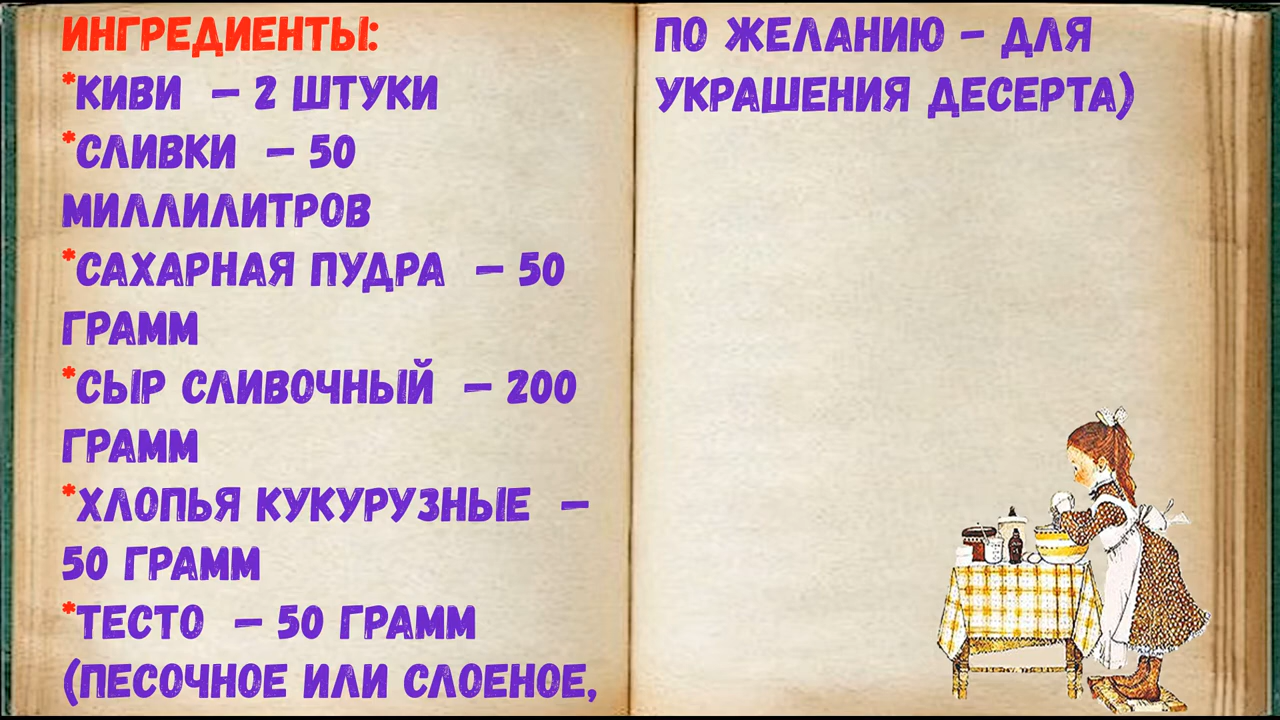 ИНГРЕДИЕНТЫ:
*КИВИ – 2 ШТУКИ
*СЛИВКИ – 50
МИЛЛИЛИТРОВ
*САХАРНАЯ ПУДРА – 50
ГРАММ
*СЫР СЛИВОЧНЫЙ – 200
ГРАММ
*ХЛОПЬЯ КУКУРУЗНЫЕ –
50 ГРАММ
*ТЕСТО – 50 ГРАММ
(ПЕСОЧНОЕ ИЛИ СЛОЕНОЕ,
ПО ЖЕЛАНИЮ – ДЛЯ
УКРАШЕНИЯ ДЕСЕРТА)